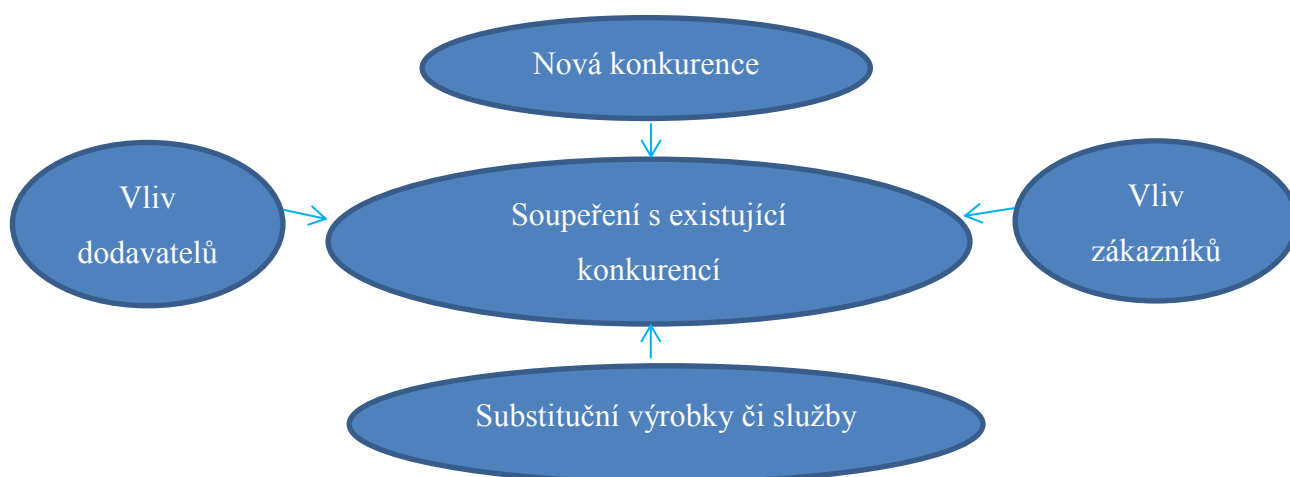 Nová konkurence
Vliv
dodavatelů
Soupeření s existující
konkurencí
Vliv
zákazníků
Substituční výrobky či služby